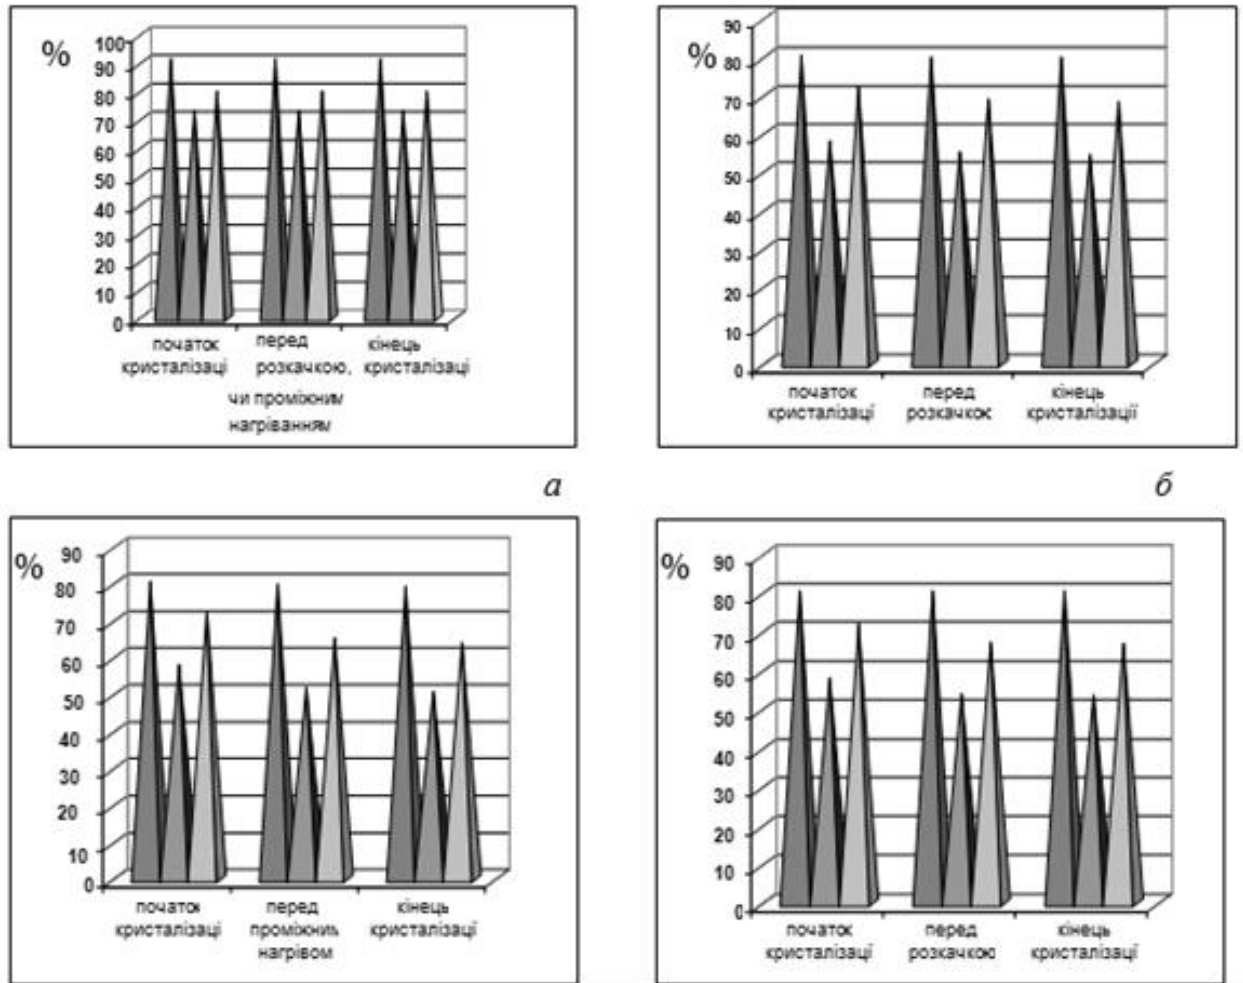 %
100
90
80
70
60
50
40
30
20
10
0
початок
кристалізаці
перед
розкачкою,
чи проміжним
нагріванням
кінець
кристалізаці
а
%
90
80
70
60
50
40
30
20
10
0
початок
кристалізації
перед
розкачкою
кінець
кристалізації
б
%
90
80
70
60
50
40
30
20
10
0
початок
кристалізаці
перед
проміжним
нагрівом
кінець
кристалізації
%
90
80
70
60
50
40
30
20
10
0
початок
кристалізації
перед
розкачкою
кінець
кристалізації